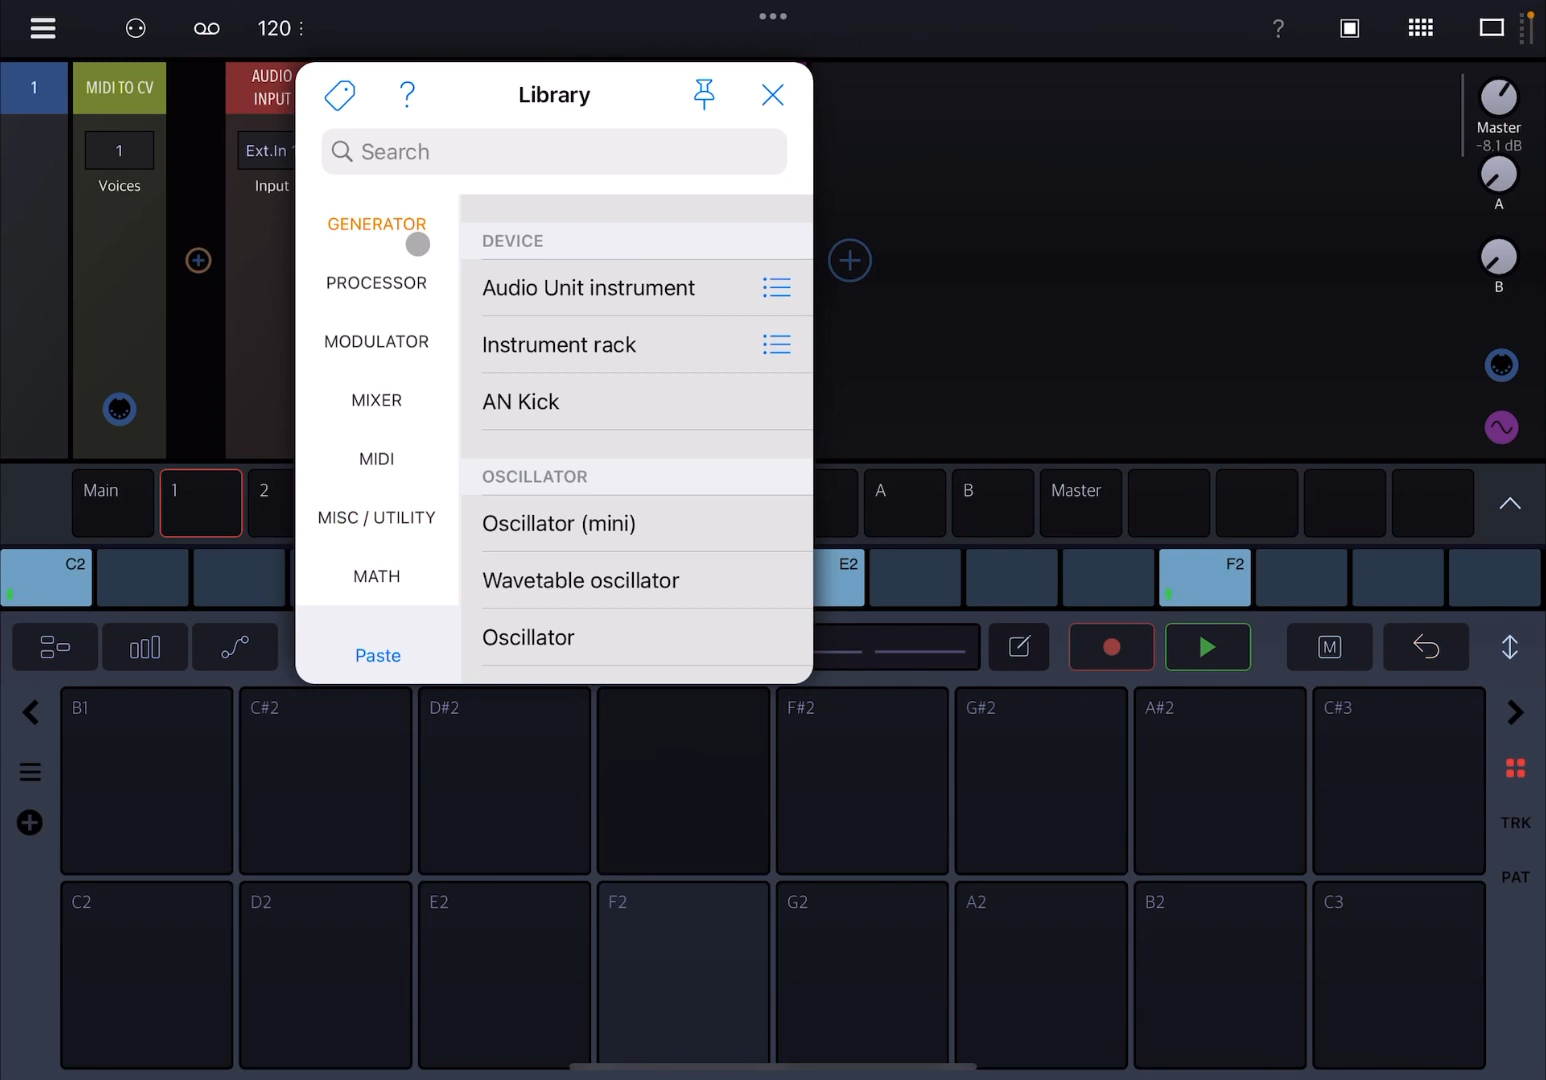 120
?
1
MIDI TO CV
AUDIO
INPUT
1
Voices
Ext.In
Input
?
Library
Search
GENERATOR
PROCESSOR
MODULATOR
MIXER
MIDI
MISC / UTILITY
MATH
Paste
DEVICE
Audio Unit instrument
Instrument rack
AN Kick
OSCILLATOR
Oscillator (mini)
Wavetable oscillator
Oscillator
Master
-8.1 dB
A
B
Main
1
2
A
B
Master
C2
E2
F2
M
B1
C#2
D#2
F#2
G#2
A#2
C#3
TRK
PAT
C2
D2
E2
F2
G2
A2
B2
C3